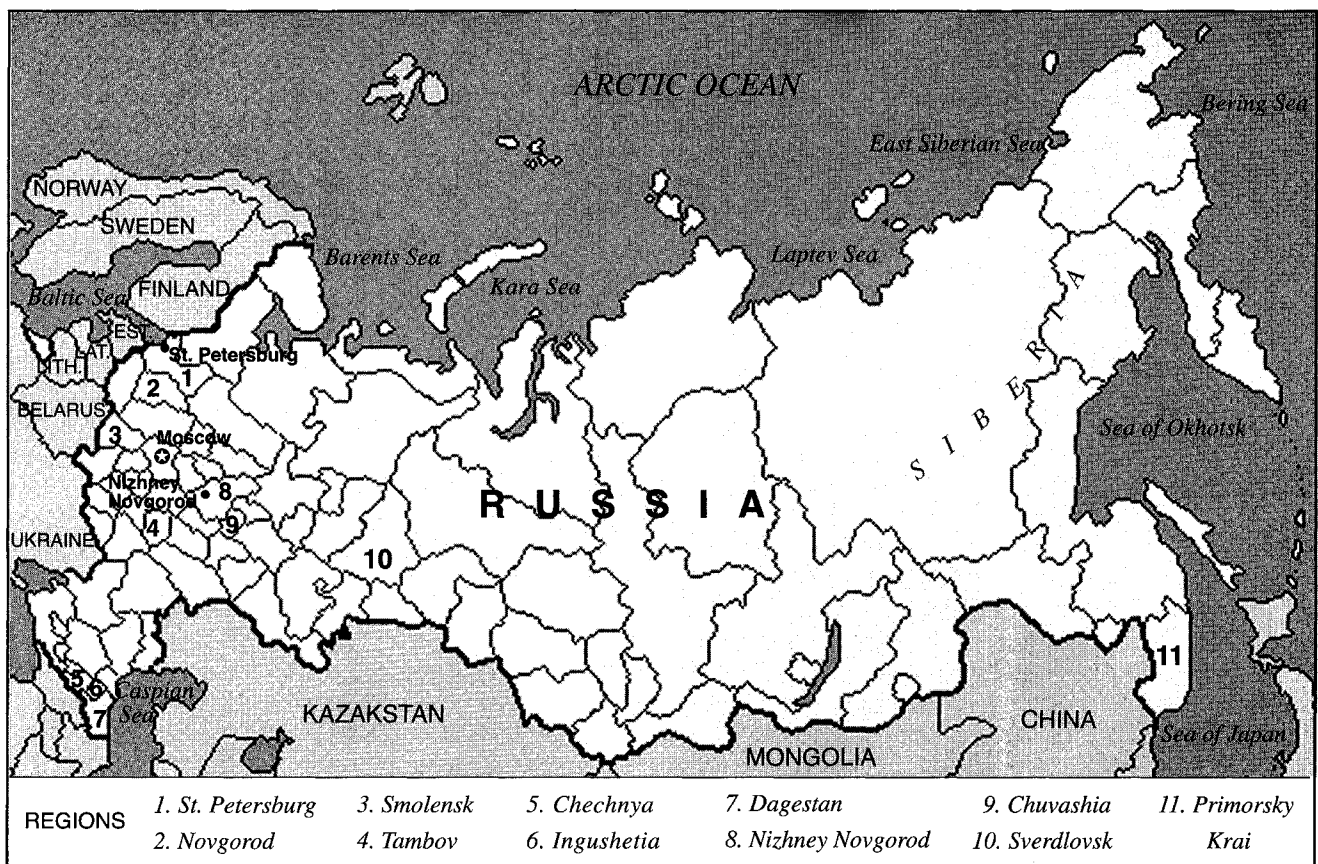 ARCTIC OCEAN
Bering Sea
East Siberian Sea
NORWAY
SWEDEN
Barents Sea
Laptev Sea
Kara Sea
FINLAND
Baltic Sea
EST.
LAT.
LITH.
St. Petersburg
1
2
BELARUS
3
Moscow
SIBERIA
Sea of Okhotsk
Nizhney
Novgorod
8
RUSSIA
4
9
UKRAINE
10
11
5
6
7
Caspian
Sea
KAZAKSTAN
CHINA
MONGOLIA
Sea of Japan
REGIONS
1. St. Petersburg
2. Novgorod
3. Smolensk
4. Tambov
5. Chechnya
6. Ingushetia
7. Dagestan
8. Nizhney Novgorod
9. Chuvashia
10. Sverdlovsk
11. Primorsky
Krai